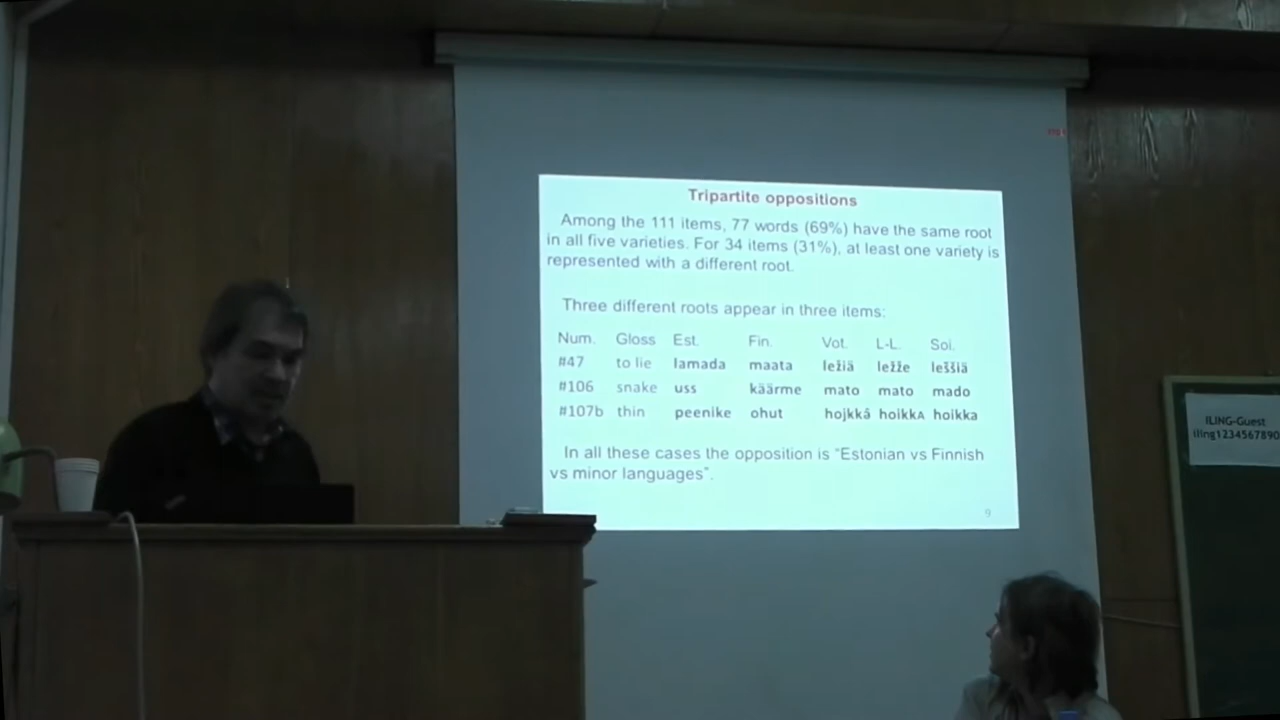 Tripartite oppositions
Among the 111 items, 77 words (69%) have the same root
in all five varieties. For 34 items (31%), at least one variety is
represented with a different root.
Three different roots appear in three items:
Num. Gloss Est. Fin. Vot. L-L. Soi.
#47 to lie lamada maata ležiä ležže leššiä
#106 snake uss käärme mato mato mado
#107b thin peenike ohut hojkkå hoikkᴀ hoikka
In all these cases the opposition is “Estonian vs Finnish
vs minor languages”.
9
ILING-Guest
iling1234567890